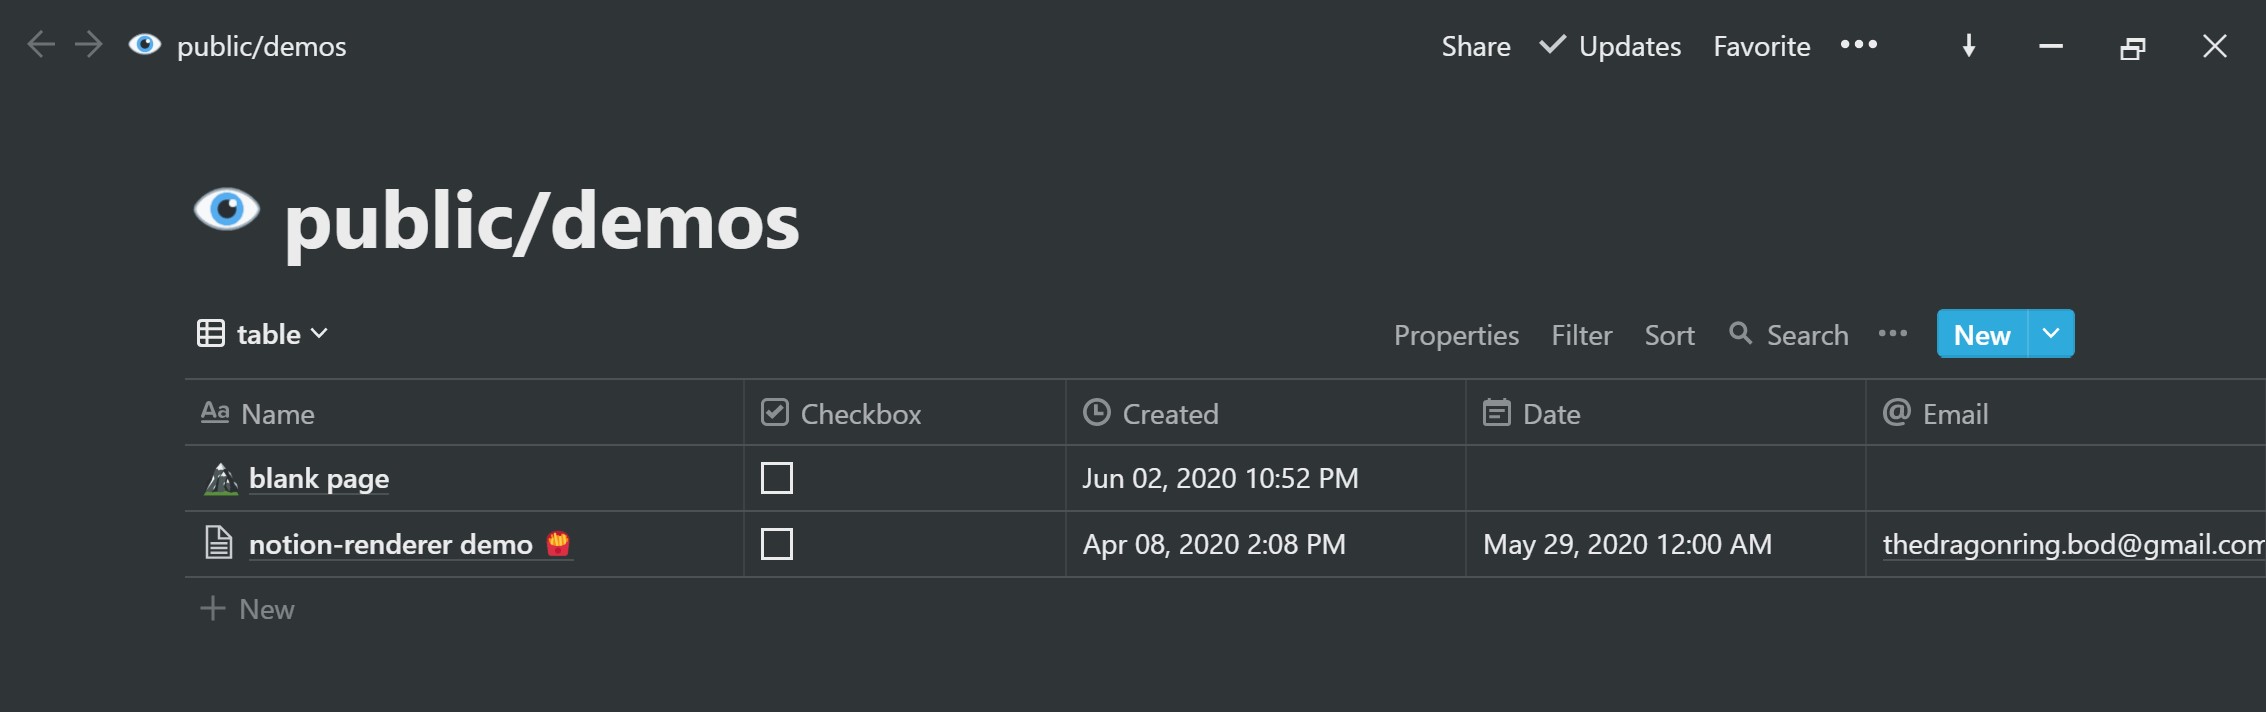 public/demos Share Updates Favorite
public/demos
table Properties Filter Sort Search New
Aa Name Checkbox Created Date @ Email
blank page Jun 02, 2020 10:52 PM
notion-renderer demo Apr 08, 2020 2:08 PM May 29, 2020 12:00 AM thedragonring.bod@gmail.com
+ New